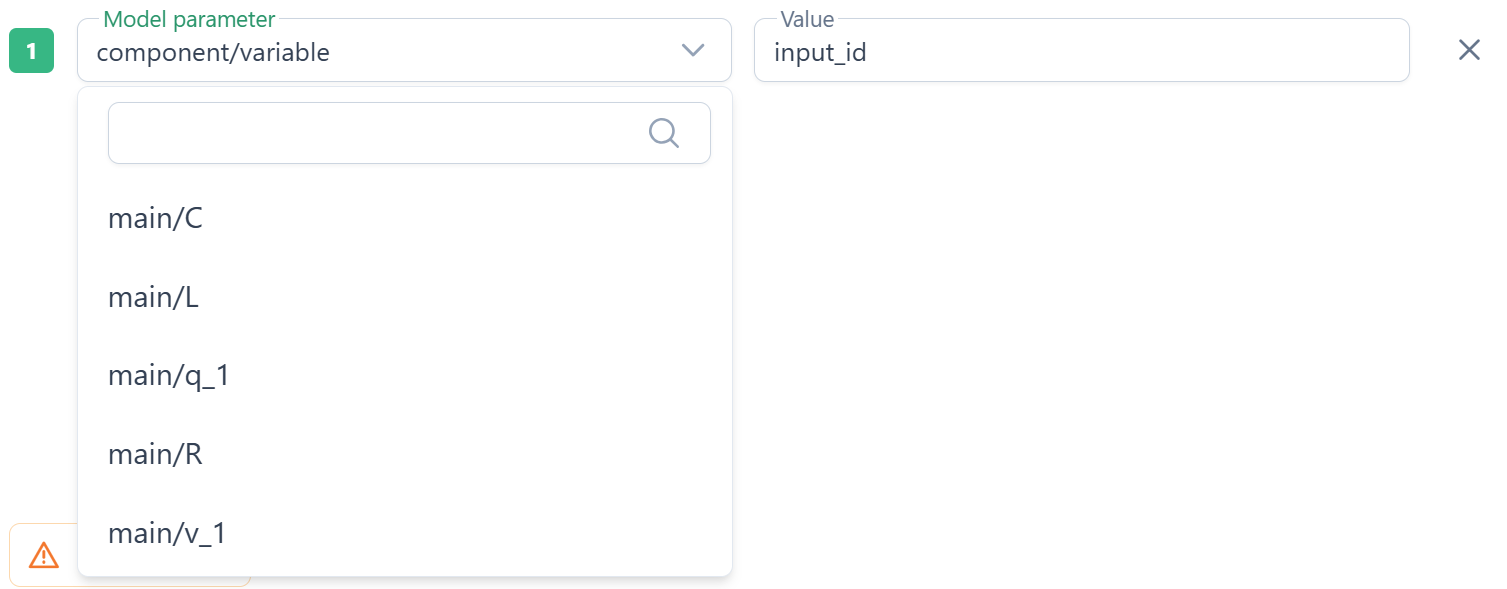 Model parameter
Value
1
component/variable
input_id
main/C
main/L
main/q_1
main/R
main/v_1